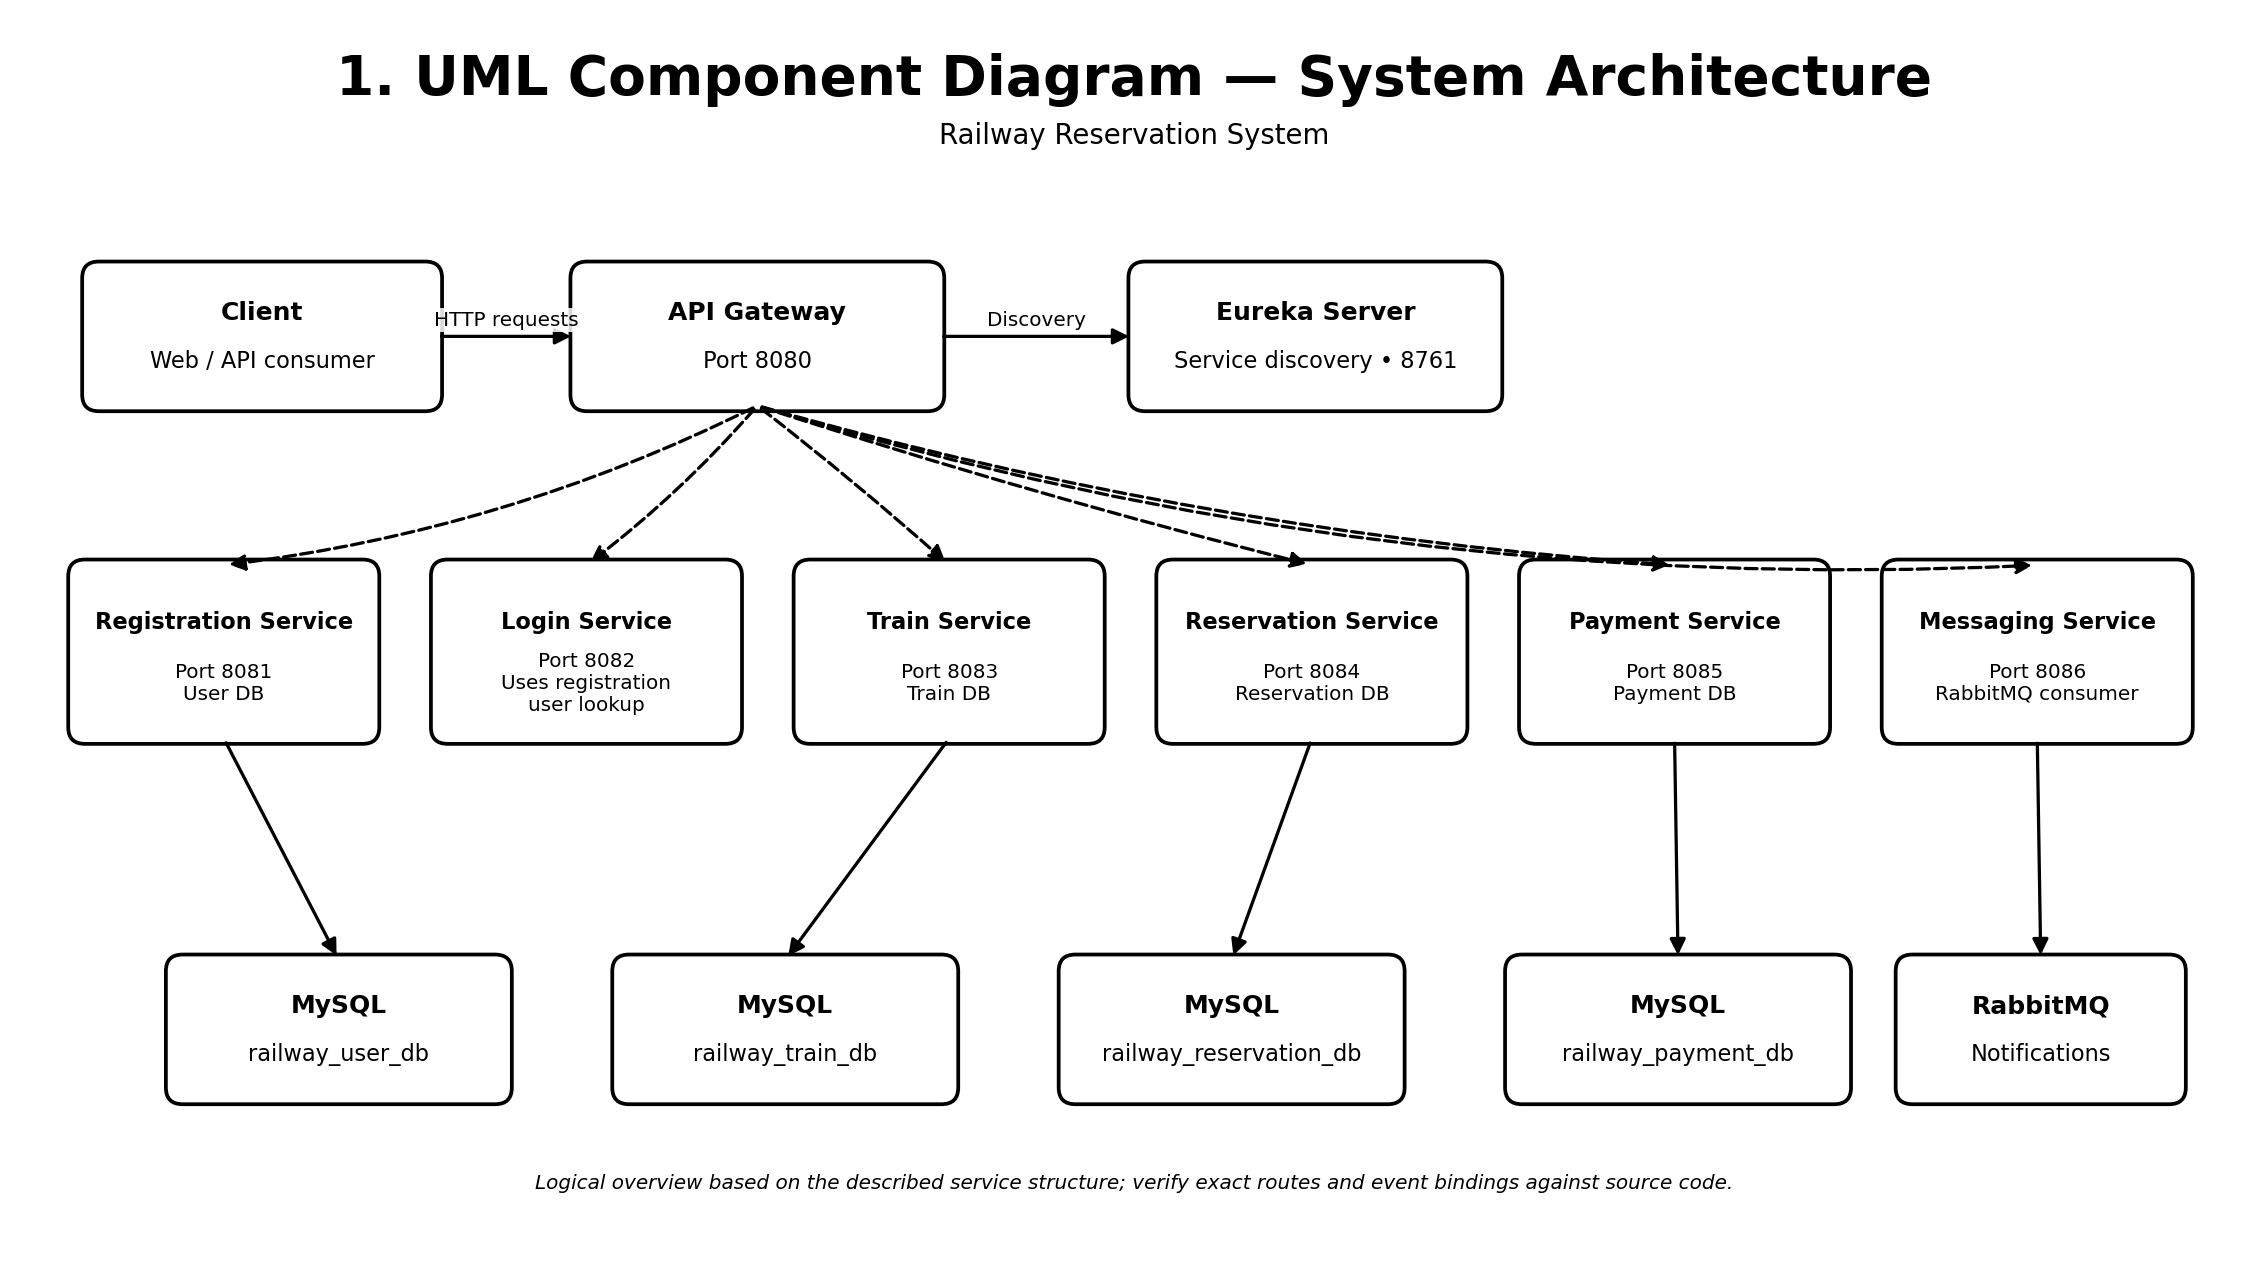 1. UML Component Diagram — System Architecture
Railway Reservation System
Client
Web / API consumer
HTTP requests
API Gateway
Port 8080
Discovery
Eureka Server
Service discovery • 8761
Registration Service
Port 8081
User DB
Login Service
Port 8082
Uses registration
user lookup
Train Service
Port 8083
Train DB
Reservation Service
Port 8084
Reservation DB
Payment Service
Port 8085
Payment DB
Messaging Service
Port 8086
RabbitMQ consumer
MySQL
railway_user_db
MySQL
railway_train_db
MySQL
railway_reservation_db
MySQL
railway_payment_db
RabbitMQ
Notifications
Logical overview based on the described service structure; verify exact routes and event bindings against source code.